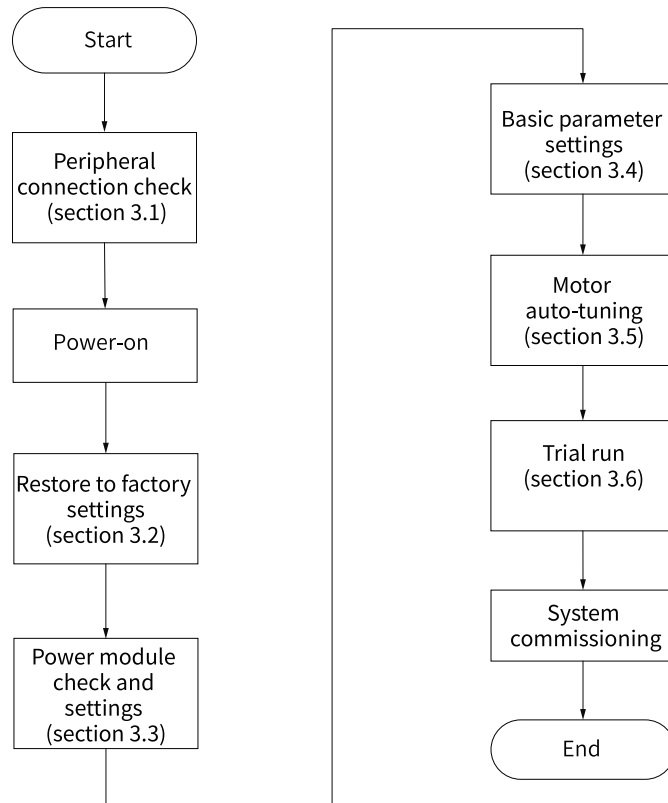 Start
Peripheral
connection check
(section 3.1)
Power-on
Restore to factory
settings
(section 3.2)
Power module
check and
settings
(section 3.3)
Basic parameter
settings
(section 3.4)
Motor
auto-tuning
(section 3.5)
Trial run
(section 3.6)
System
commissioning
End